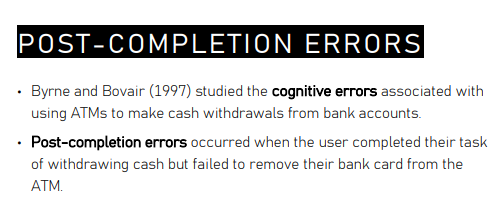 POST-COMPLETION ERRORS
• Byrne and Bovair (1997) studied the cognitive errors associated with
using ATMs to make cash withdrawals from bank accounts.
• Post-completion errors occurred when the user completed their task
of withdrawing cash but failed to remove their bank card from the
ATM.